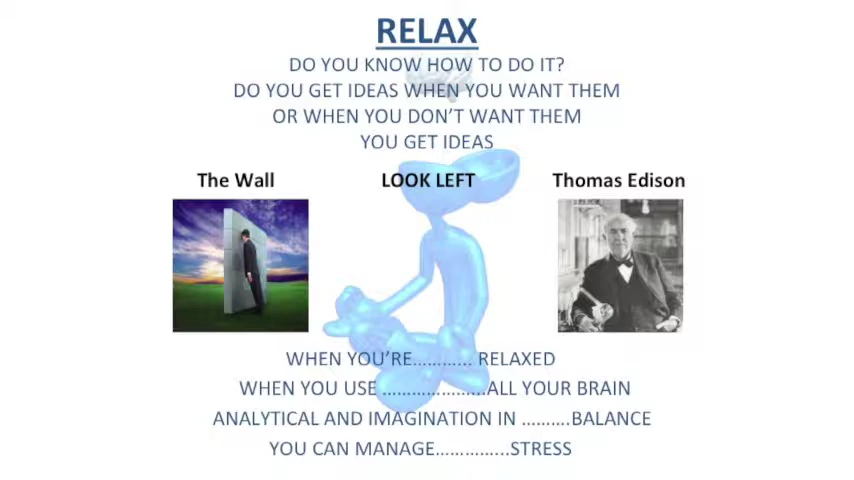 RELAX
DO YOU KNOW HOW TO DO IT?
DO YOU GET IDEAS WHEN YOU WANT THEM
OR WHEN YOU DON’T WANT THEM
YOU GET IDEAS
The Wall LOOK LEFT Thomas Edison
WHEN YOU’RE……….… RELAXED
WHEN YOU USE ………………..…ALL YOUR BRAIN
ANALYTICAL AND IMAGINATION IN ……….BALANCE
YOU CAN MANAGE…………...STRESS